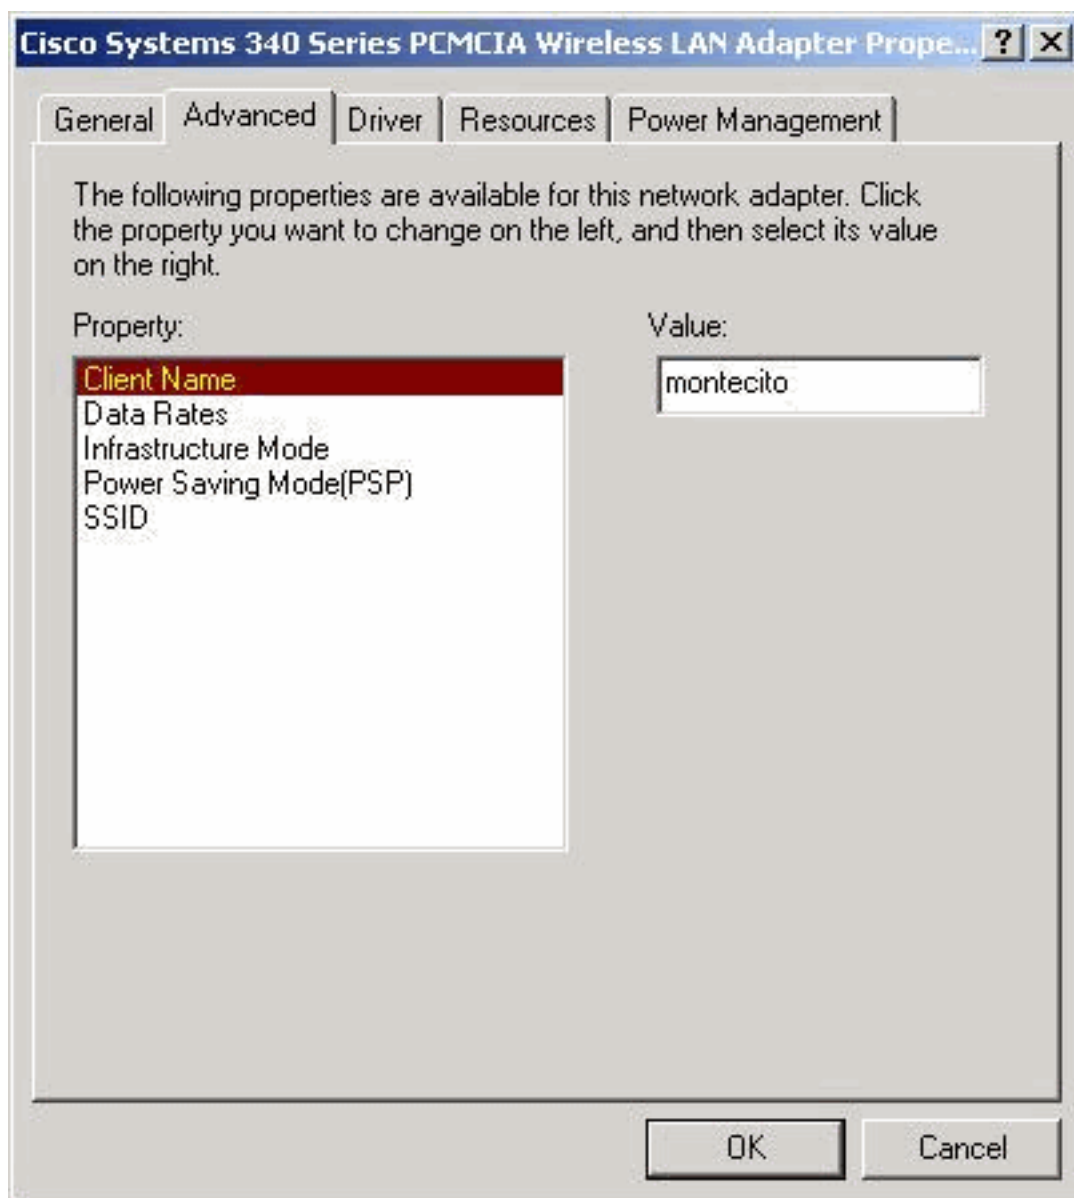 Cisco Systems 340 Series PCMCIA Wireless LAN Adapter Prope... ? X
General Advanced Driver Resources Power Management
The following properties are available for this network adapter. Click
the property you want to change on the left, and then select its value
on the right.
Property:
Client Name
Data Rates
Infrastructure Mode
Power Saving Mode(PSP)
SSID
Value:
montecito
OK Cancel